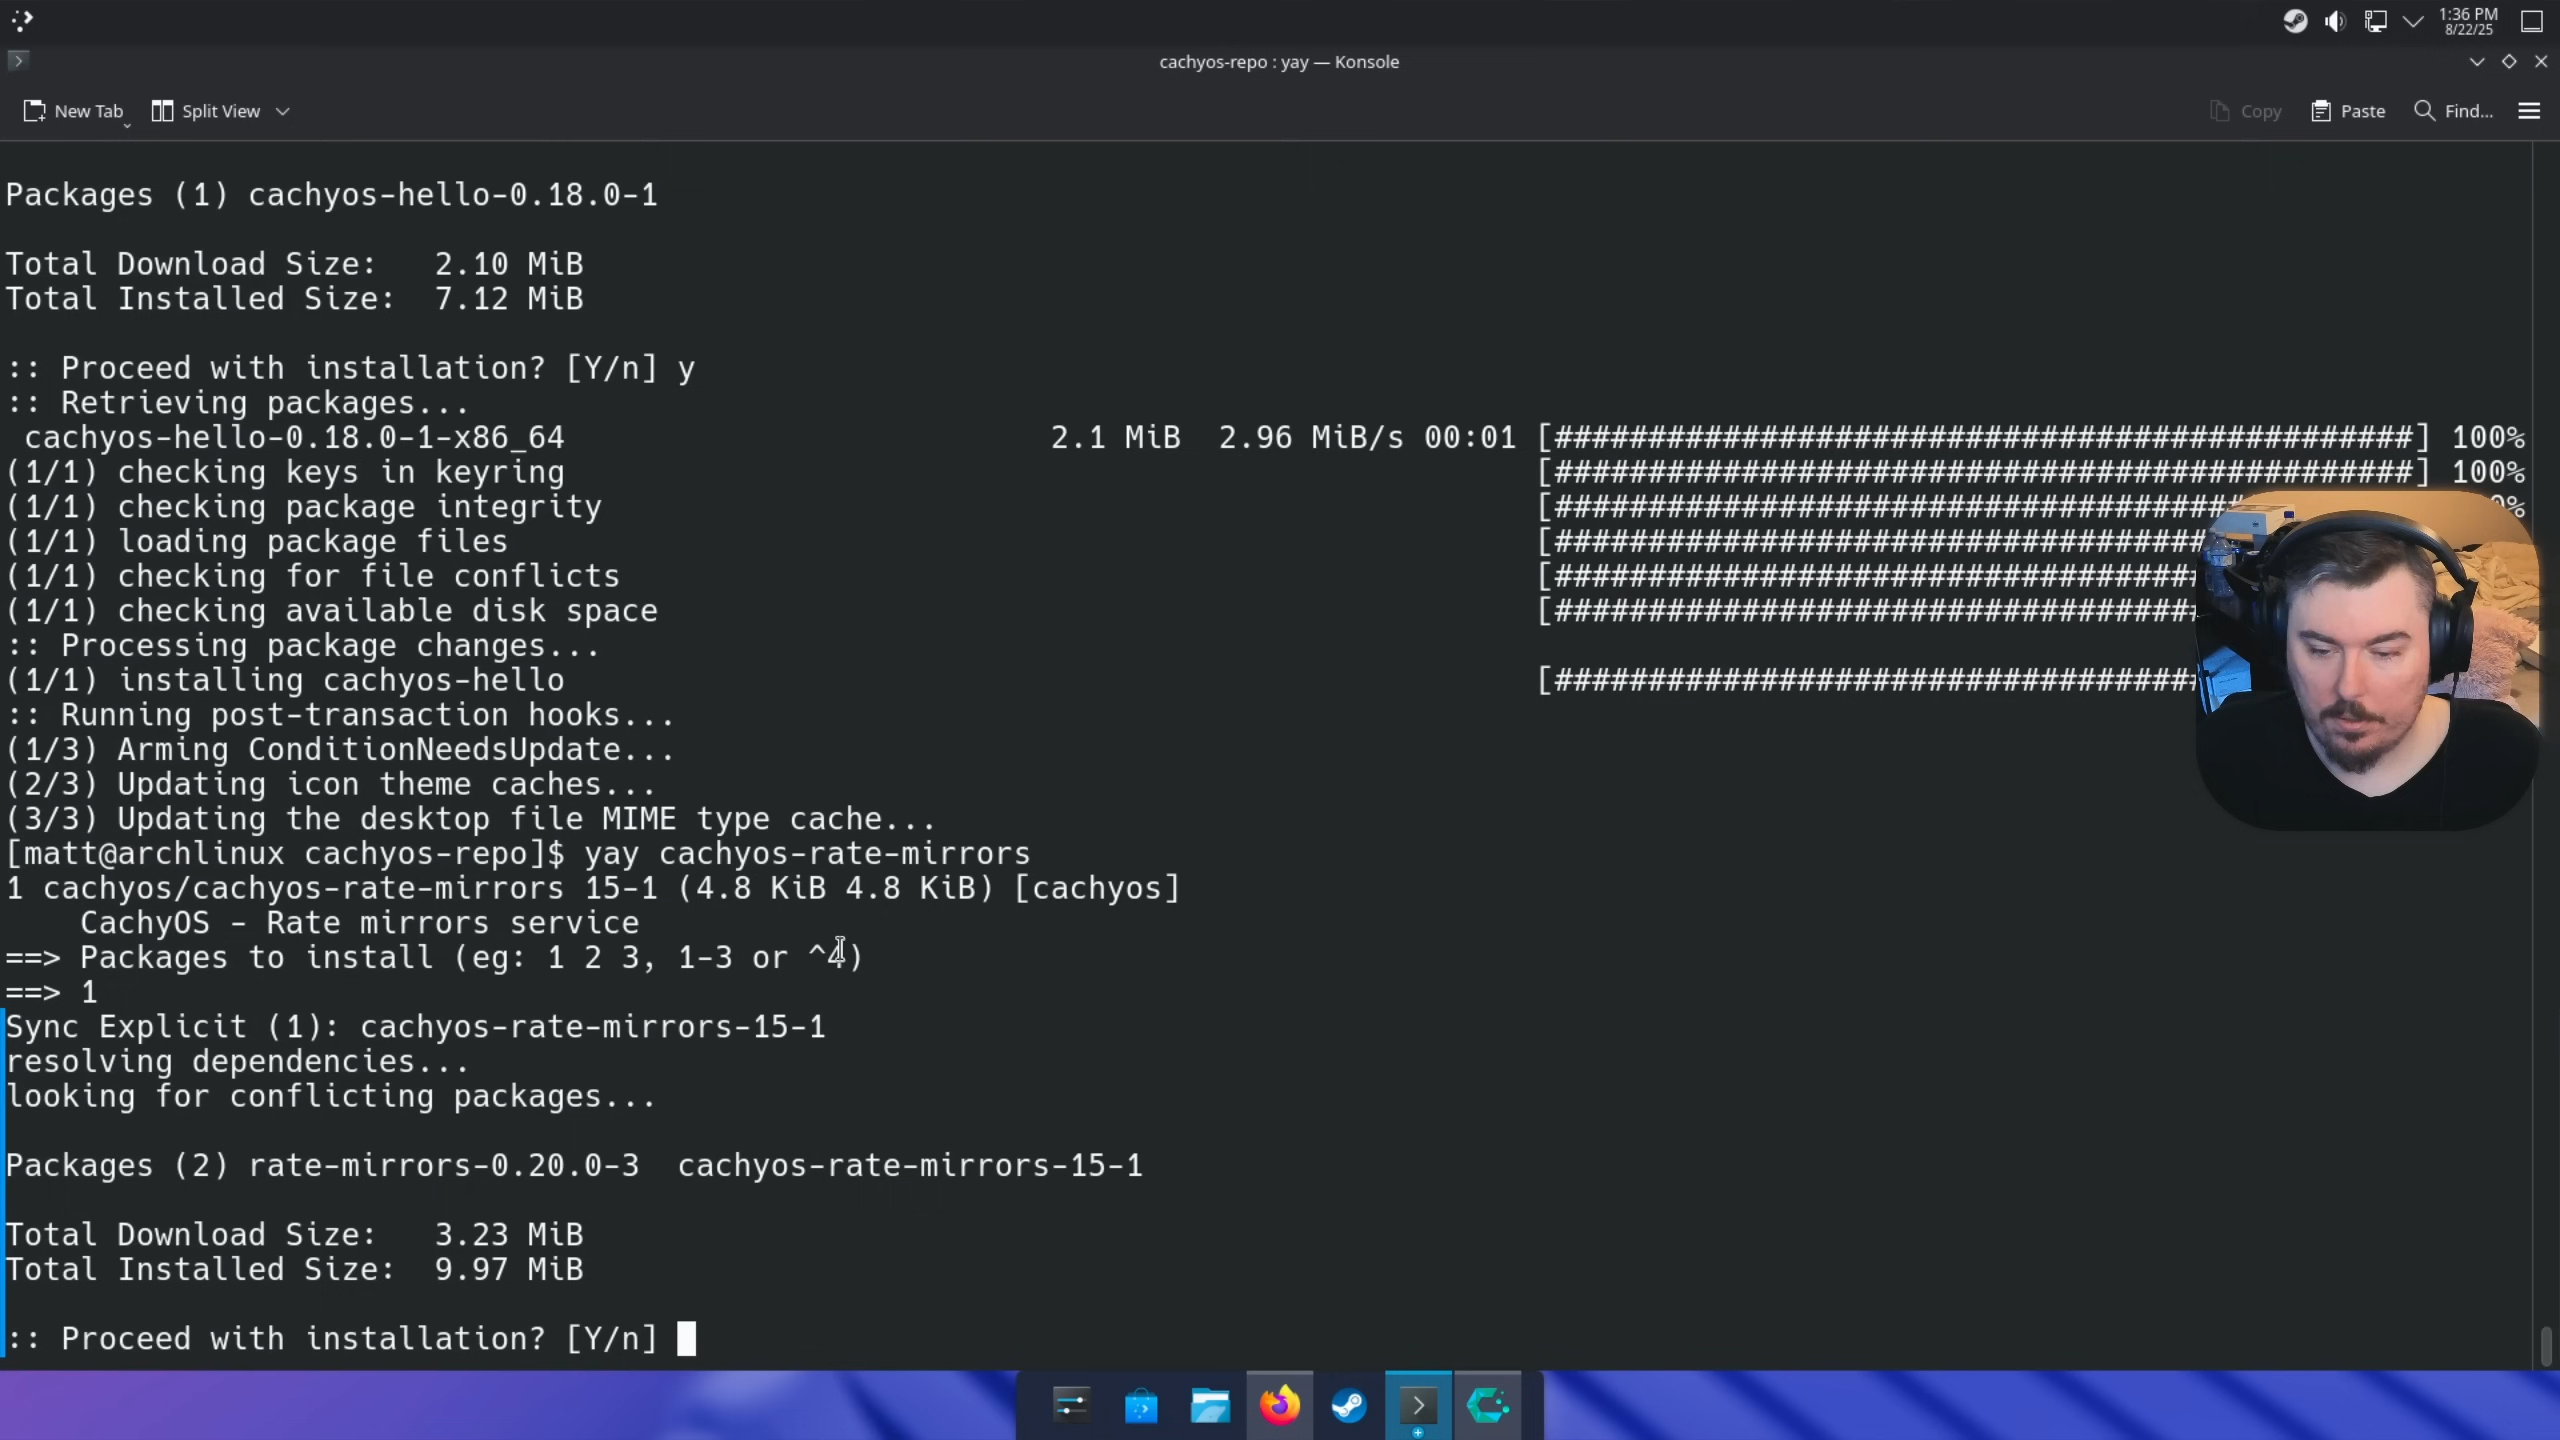 1:36 PM
8/22/25
cachyos-repo : yay — Konsole
New Tab
Split View
Copy
Paste
Find...
Packages (1) cachyos-hello-0.18.0-1
Total Download Size:   2.10 MiB
Total Installed Size:  7.12 MiB
:: Proceed with installation? [Y/n] y
:: Retrieving packages...
cachyos-hello-0.18.0-1-x86_64 2.1 MiB 2.96 MiB/s 00:01 [##############################################] 100%
(1/1) checking keys in keyring [##############################################] 100%
(1/1) checking package integrity [#####################################
(1/1) loading package files [###################################
(1/1) checking for file conflicts [###################################
(1/1) checking available disk space [###################################
:: Processing package changes...
(1/1) installing cachyos-hello [###################################
:: Running post-transaction hooks...
(1/3) Arming ConditionNeedsUpdate...
(2/3) Updating icon theme caches...
(3/3) Updating the desktop file MIME type cache...
[matt@archlinux cachyos-repo]$ yay cachyos-rate-mirrors
1 cachyos/cachyos-rate-mirrors 15-1 (4.8 KiB 4.8 KiB) [cachyos]
CachyOS - Rate mirrors service
==> Packages to install (eg: 1 2 3, 1-3 or ^4)
==> 1
Sync Explicit (1): cachyos-rate-mirrors-15-1
resolving dependencies...
looking for conflicting packages...
Packages (2) rate-mirrors-0.20.0-3  cachyos-rate-mirrors-15-1
Total Download Size:   3.23 MiB
Total Installed Size:  9.97 MiB
:: Proceed with installation? [Y/n]